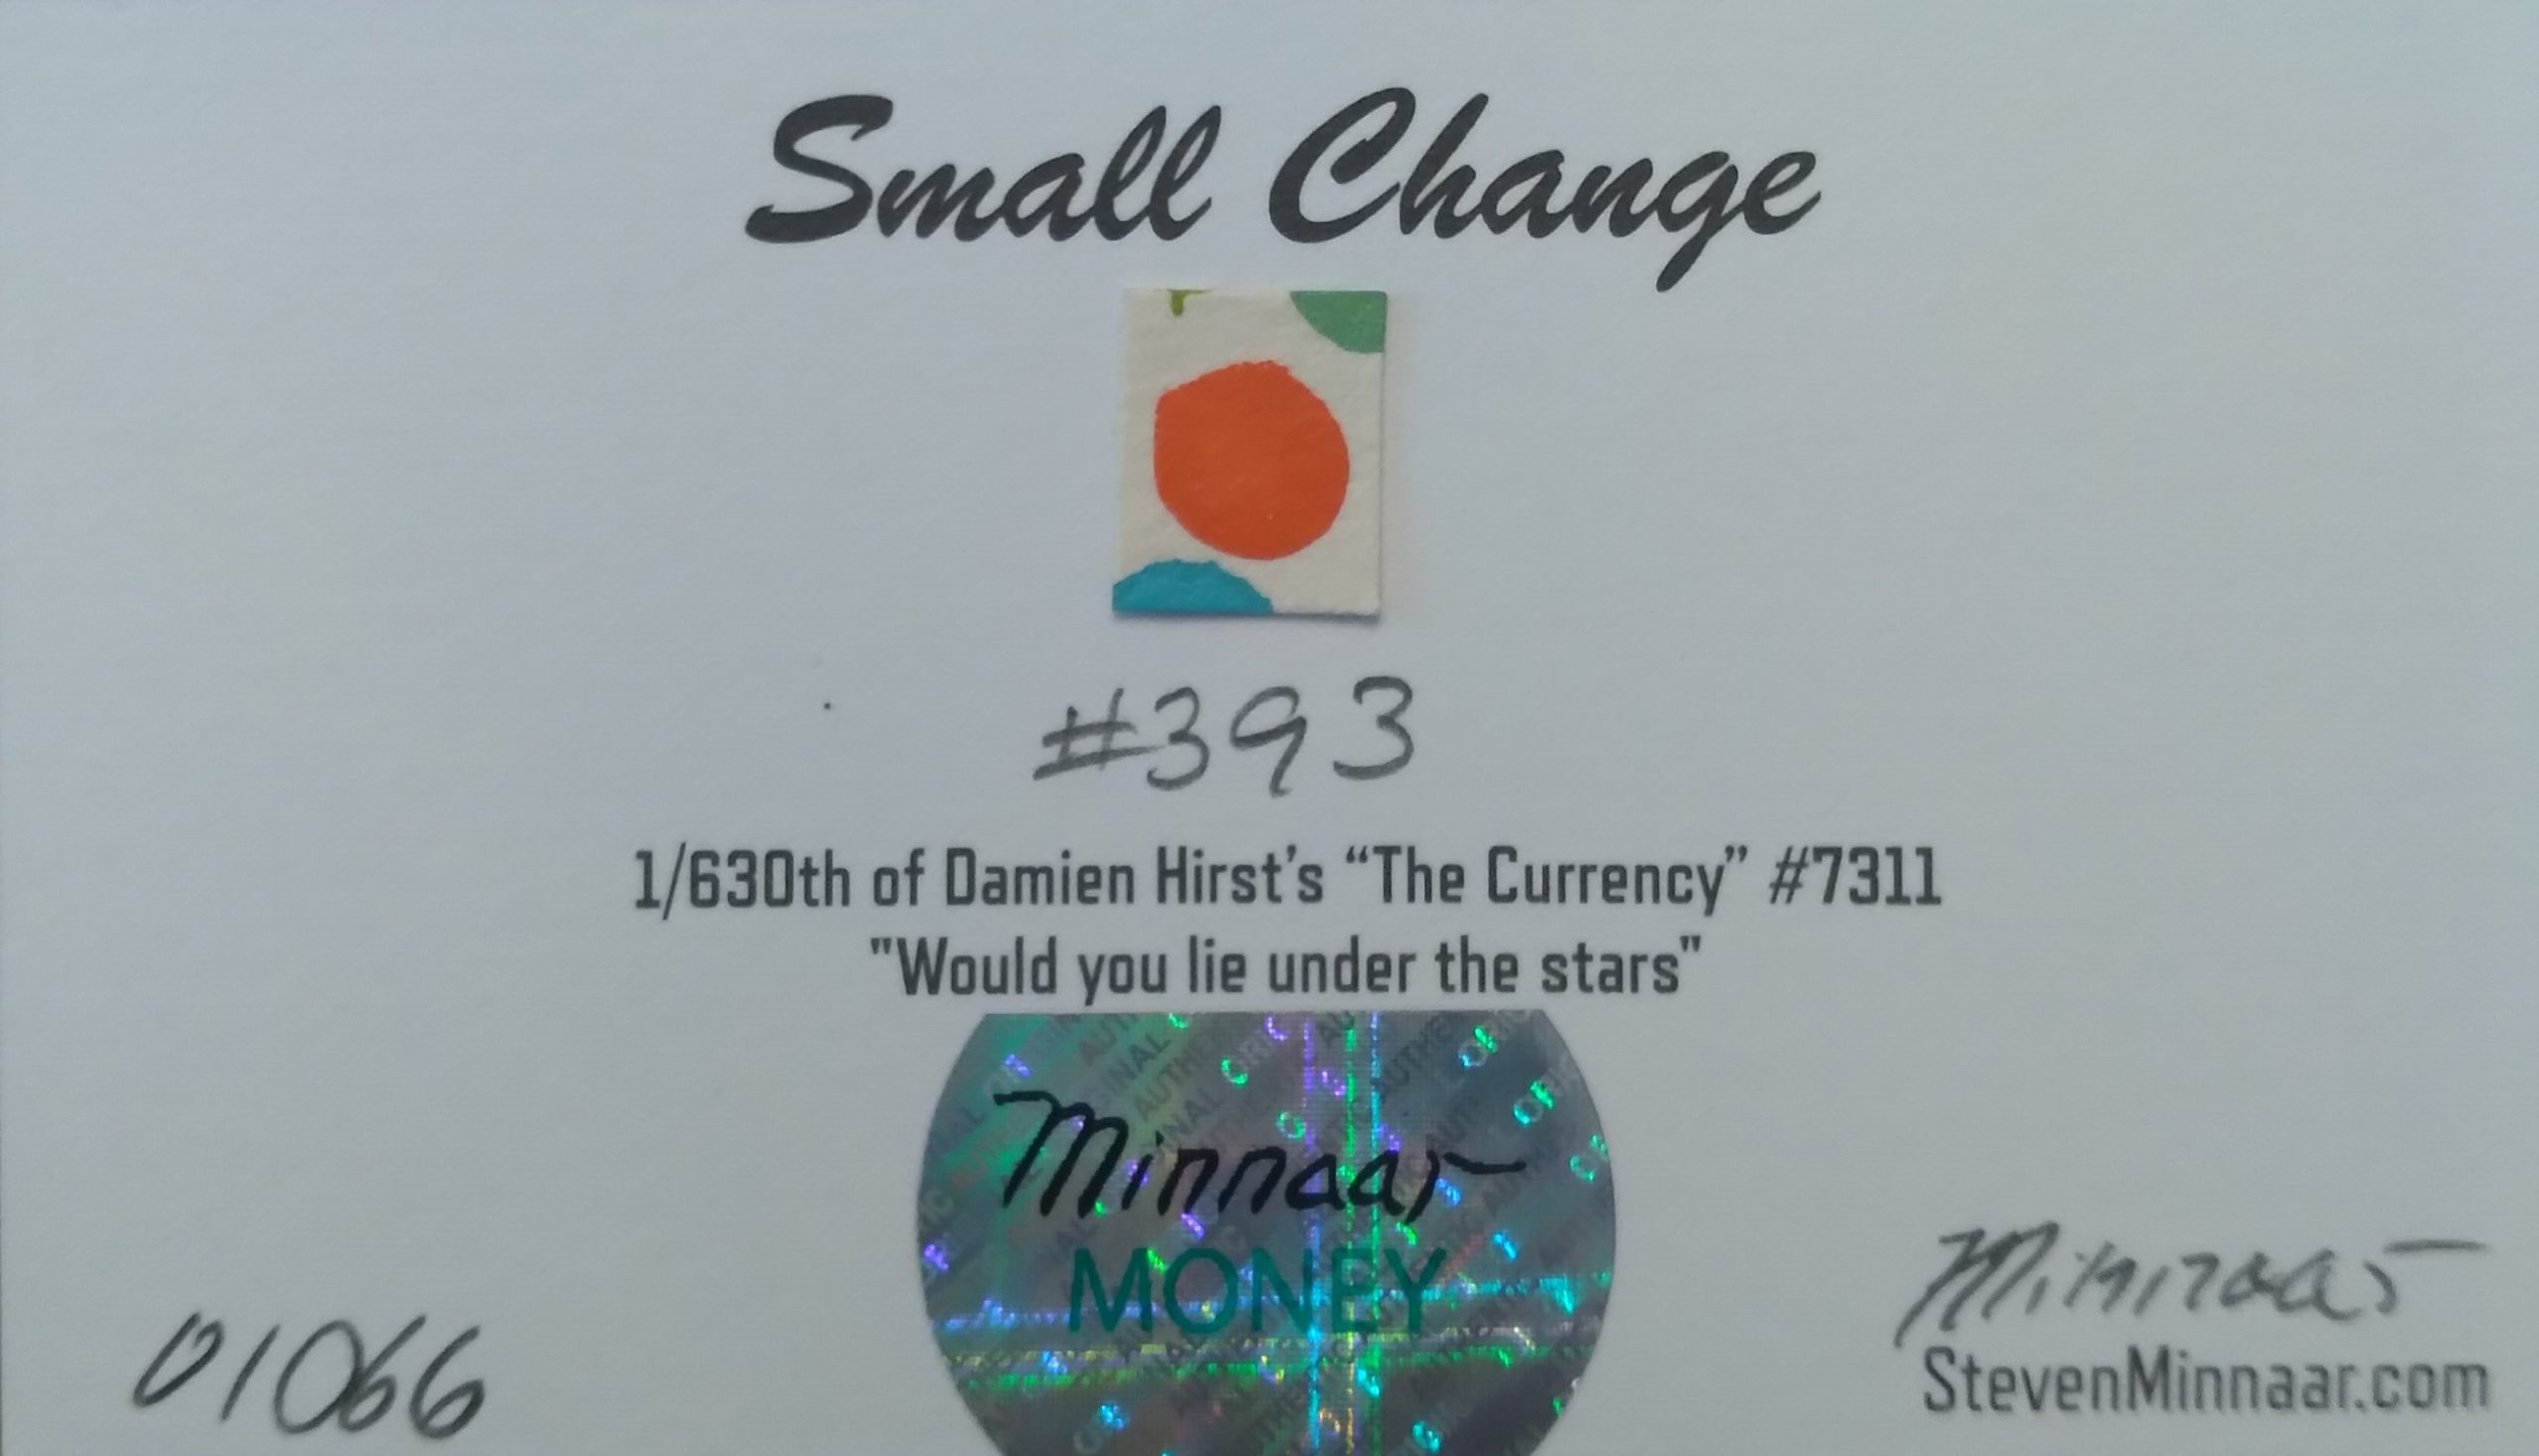 Small Change
#393
1/630th of Damien Hirst's “The Currency” #7311
"Would you lie under the stars"
Minnaar
MONEY
01066
Minnaar
StevenMinnaar.com